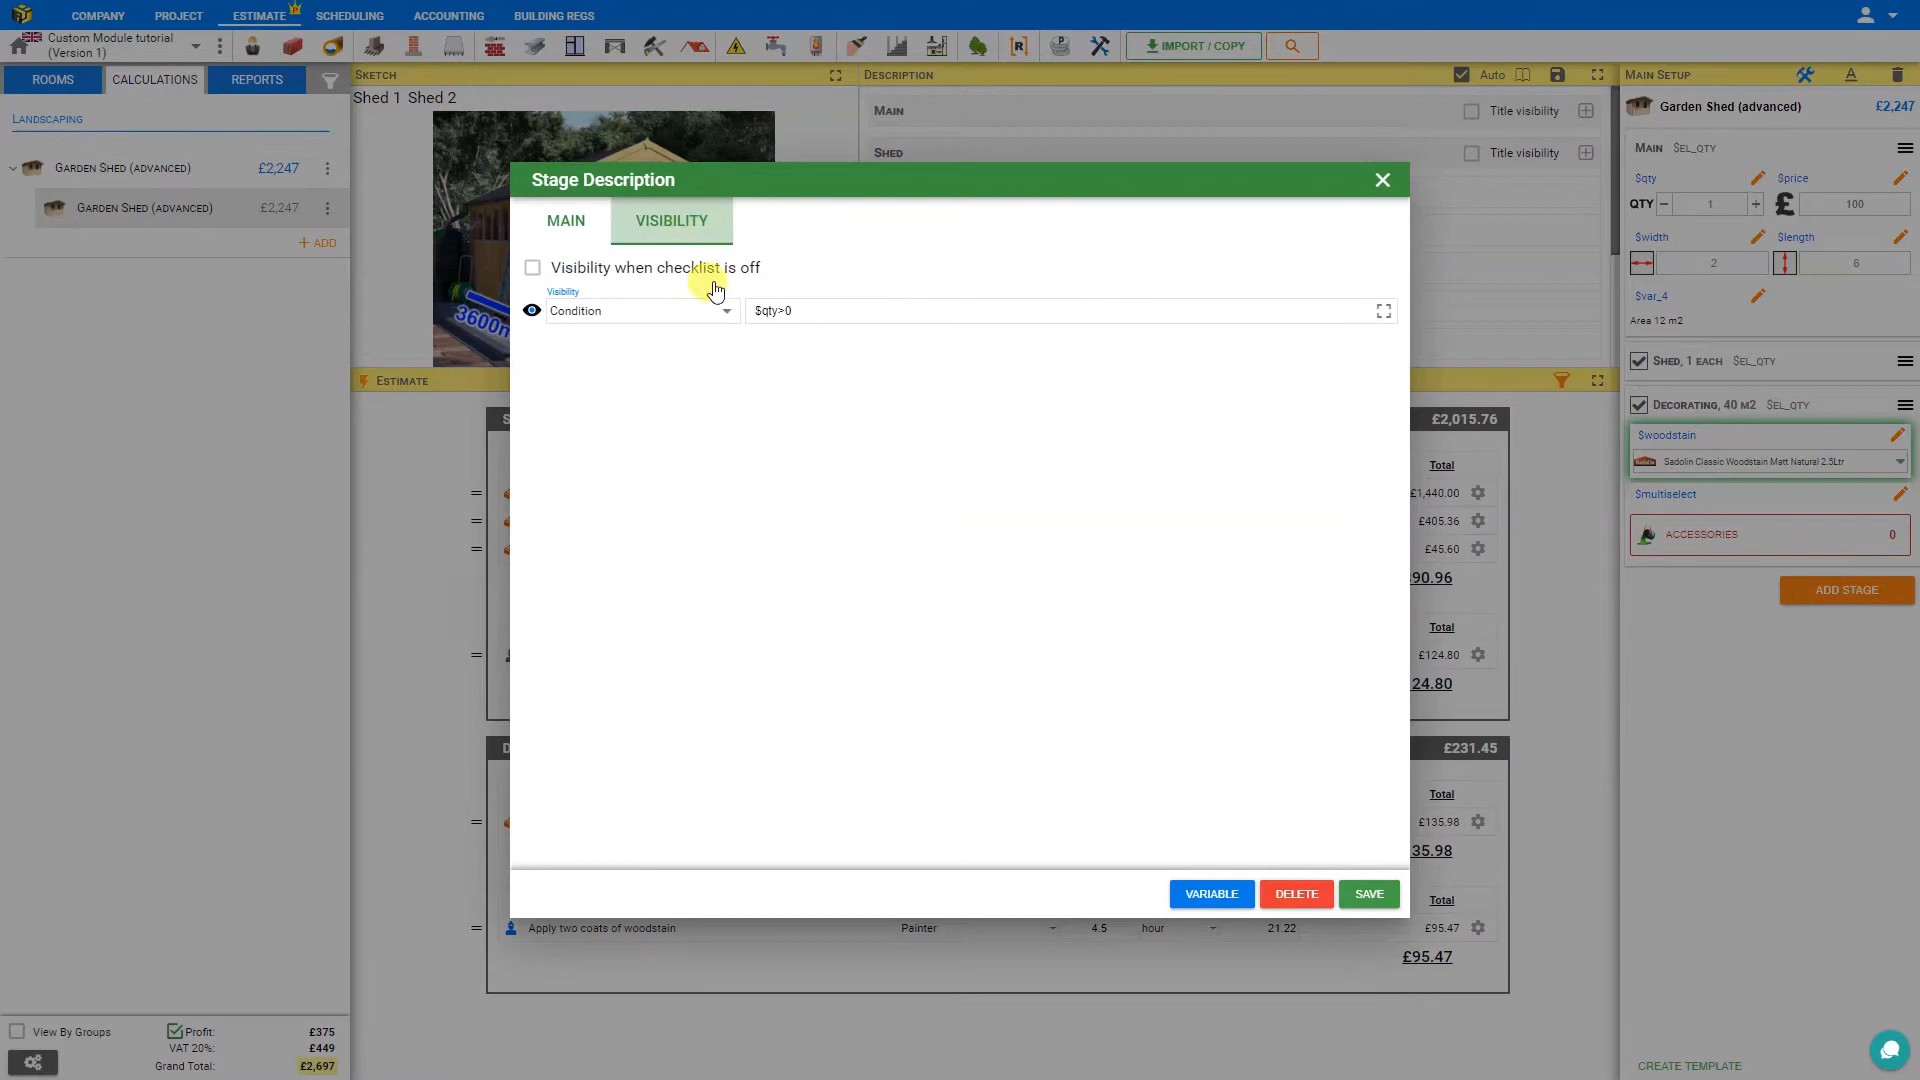 COMPANY PROJECT ESTIMATE SCHEDULING ACCOUNTING BUILDING REGS
Custom Module tutorial
(Version 1)
IMPORT / COPY
ROOMS CALCULATIONS REPORTS
SKETCH
DESCRIPTION
Auto
MAIN SETUP
Shed 1 Shed 2
LANDSCAPING
GARDEN SHED (ADVANCED) £2,247
GARDEN SHED (ADVANCED) £2,247
+ ADD
MAIN Title visibility
SHED Title visibility
3600m
ESTIMATE
Stage Description
MAIN VISIBILITY
Visibility when checklist is off
Visibility
Condition
$qty>0
VARIABLE DELETE SAVE
S £2,015.76
Total
£1,440.00
£405.36
£45.60
90.96
Total
£124.80
24.80
D £231.45
Total
£135.98
35.98
Total
Apply two coats of woodstain Painter 4.5 hour 21.22 £95.47
£95.47
Garden Shed (advanced) £2,247
MAIN $EL_QTY
$qty $price
QTY − 1 + £ 100
$width $length
2 6
$var_4
Area 12 m2
SHED, 1 EACH $EL_QTY
DECORATING, 40 M2 $EL_QTY
$woodstain
Sadolin Classic Woodstain Matt Natural 2.5Ltr
$multiselect
ACCESSORIES 0
ADD STAGE
CREATE TEMPLATE
View By Groups
Profit: £375
VAT 20%: £449
Grand Total: £2,697